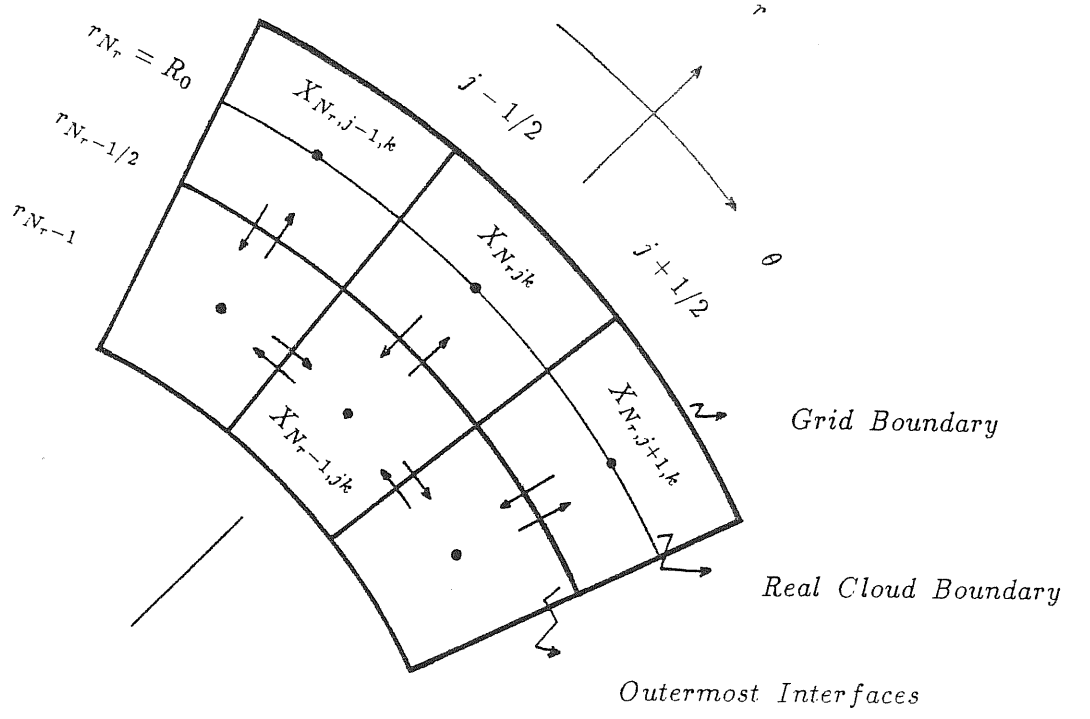 r
r_{N_r} = R_0
r_{N_r-1/2}
r_{N_r-1}
X_{N_r,j-1,k}
j - 1/2
X_{N_r,jk}
j + 1/2
θ
X_{N_r-1,jk}
X_{N_r,j+1,k}
Grid Boundary
Real Cloud Boundary
Outermost Interfaces